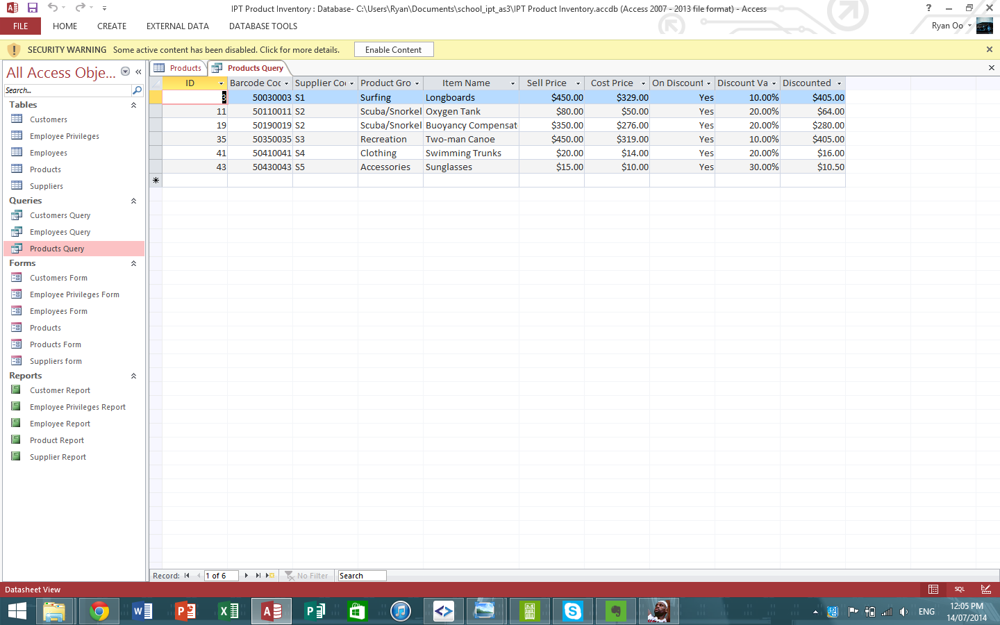 IPT Product Inventory : Database- C:\Users\Ryan\Documents\school_ipt_as3\IPT Product Inventory.accdb (Access 2007 - 2013 file format) - Access
FILE HOME CREATE EXTERNAL DATA DATABASE TOOLS Ryan Oo
SECURITY WARNING Some active content has been disabled. Click for more details. Enable Content
All Access Obje...
Search...
Tables
Customers
Employee Privileges
Employees
Products
Suppliers
Queries
Customers Query
Employees Query
Products Query
Forms
Customers Form
Employee Privileges Form
Employees Form
Products
Products Form
Suppliers form
Reports
Customer Report
Employee Privileges Report
Employee Report
Product Report
Supplier Report
Products Products Query
ID Barcode Coc Supplier Coc Product Gro Item Name Sell Price Cost Price On Discount Discount Va Discounted
3 50030003 S1 Surfing Longboards $450.00 $329.00 Yes 10.00% $405.00
11 50110011 S2 Scuba/Snorkel Oxygen Tank $80.00 $50.00 Yes 20.00% $64.00
19 50190019 S2 Scuba/Snorkel Buoyancy Compensat $350.00 $276.00 Yes 20.00% $280.00
35 50350035 S3 Recreation Two-man Canoe $450.00 $319.00 Yes 10.00% $405.00
41 50410041 S4 Clothing Swimming Trunks $20.00 $14.00 Yes 20.00% $16.00
43 50430043 S5 Accessories Sunglasses $15.00 $10.00 Yes 30.00% $10.50
Record: 1 of 6 No Filter Search
Datasheet View SQL
ENG 12:05 PM
14/07/2014